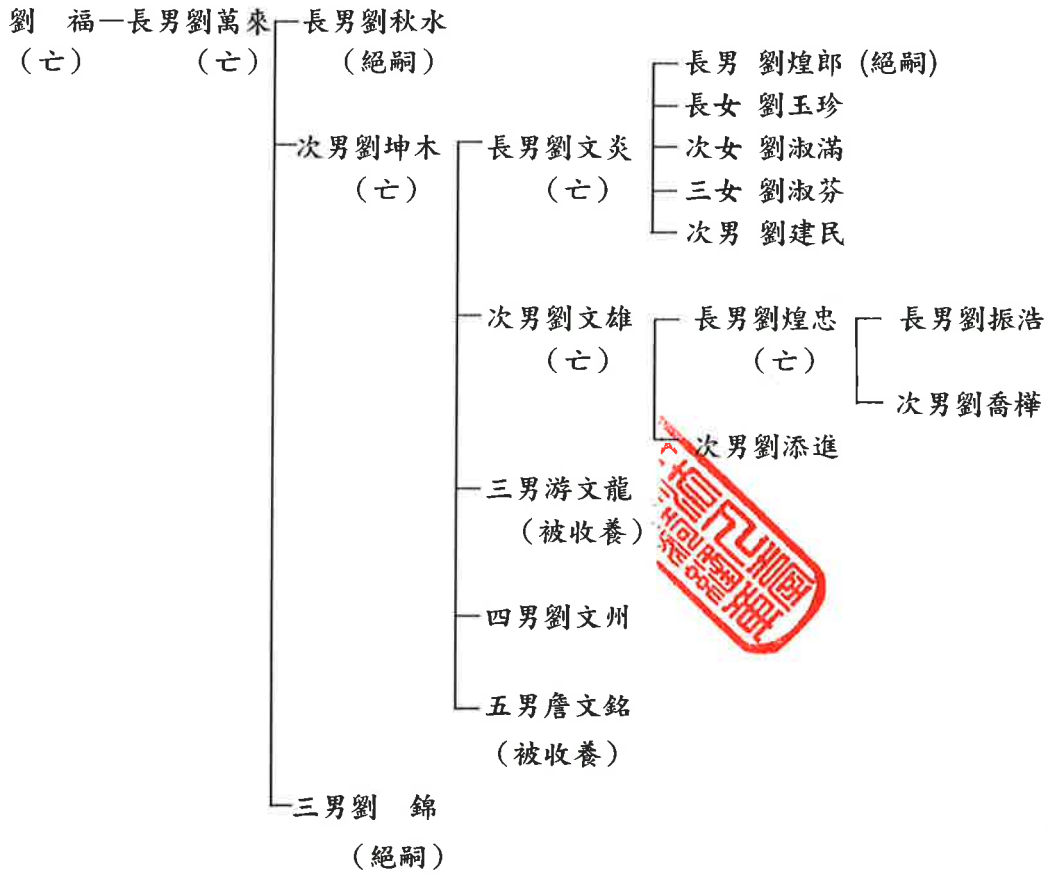 劉　福－長男劉萬來
（亡）　（亡）
長男劉秋水
（絕嗣）
次男劉坤木
（亡）
長男劉文炎
（亡）
長男 劉煌郎 (絕嗣)
長女 劉玉珍
次女 劉淑滿
三女 劉淑芬
次男 劉建民
次男劉文雄
（亡）
長男劉煌忠
（亡）
長男劉振浩
次男劉喬樺
次男劉添進
三男游文龍
（被收養）
四男劉文州
五男詹文銘
（被收養）
三男劉　錦
（絕嗣）